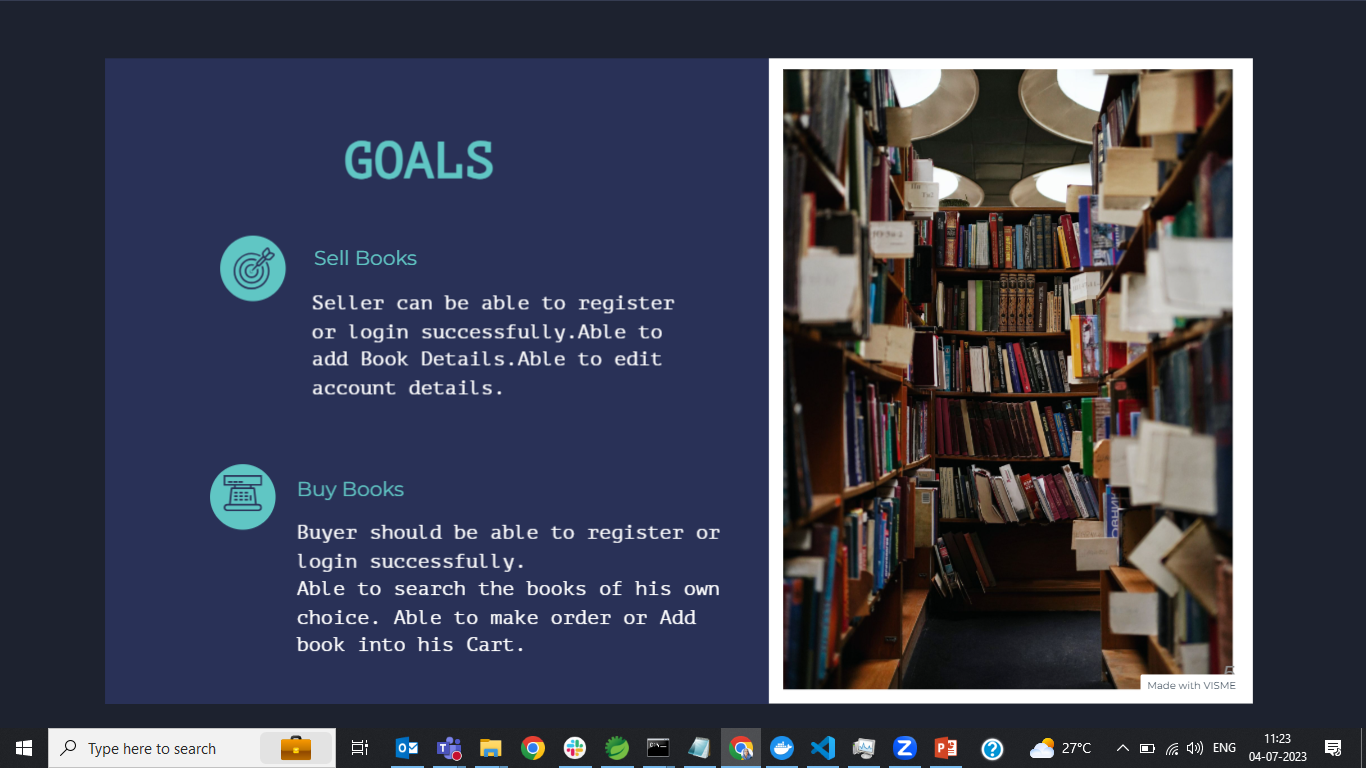 GOALS
Sell Books
Seller can be able to register
or login successfully.Able to
add Book Details.Able to edit
account details.
Buy Books
Buyer should be able to register or
login successfully.
Able to search the books of his own
choice. Able to make order or Add
book into his Cart.
Made with VISME
Type here to search
27°C
ENG
11:23
04-07-2023